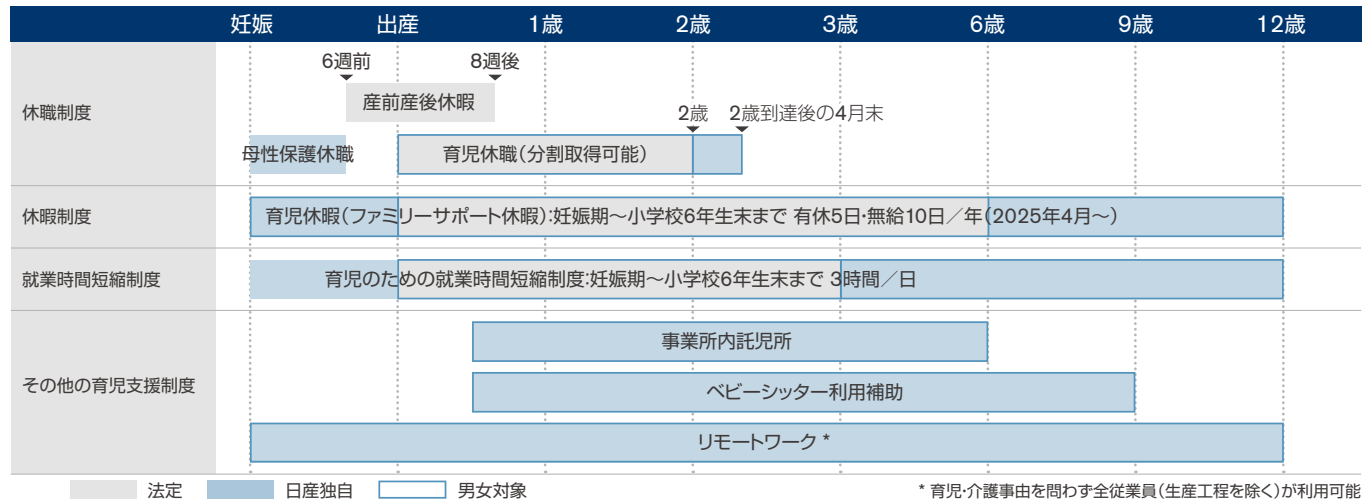 妊娠 出産 1歳 2歳 3歳 6歳 9歳 12歳
6週前 8週後
産前産後休暇
休職制度
2歳 2歳到達後の4月末
母性保護休職 育児休職(分割取得可能)
休暇制度 育児休暇(ファミリーサポート休暇):妊娠期～小学校6年生末まで 有休5日・無給10日／年(2025年4月～)
就業時間短縮制度 育児のための就業時間短縮制度:妊娠期～小学校6年生末まで 3時間／日
事業所内託児所
その他の育児支援制度 ベビーシッター利用補助
リモートワーク *
法定 日産独自 男女対象 * 育児・介護事由を問わず全従業員(生産工程を除く)が利用可能